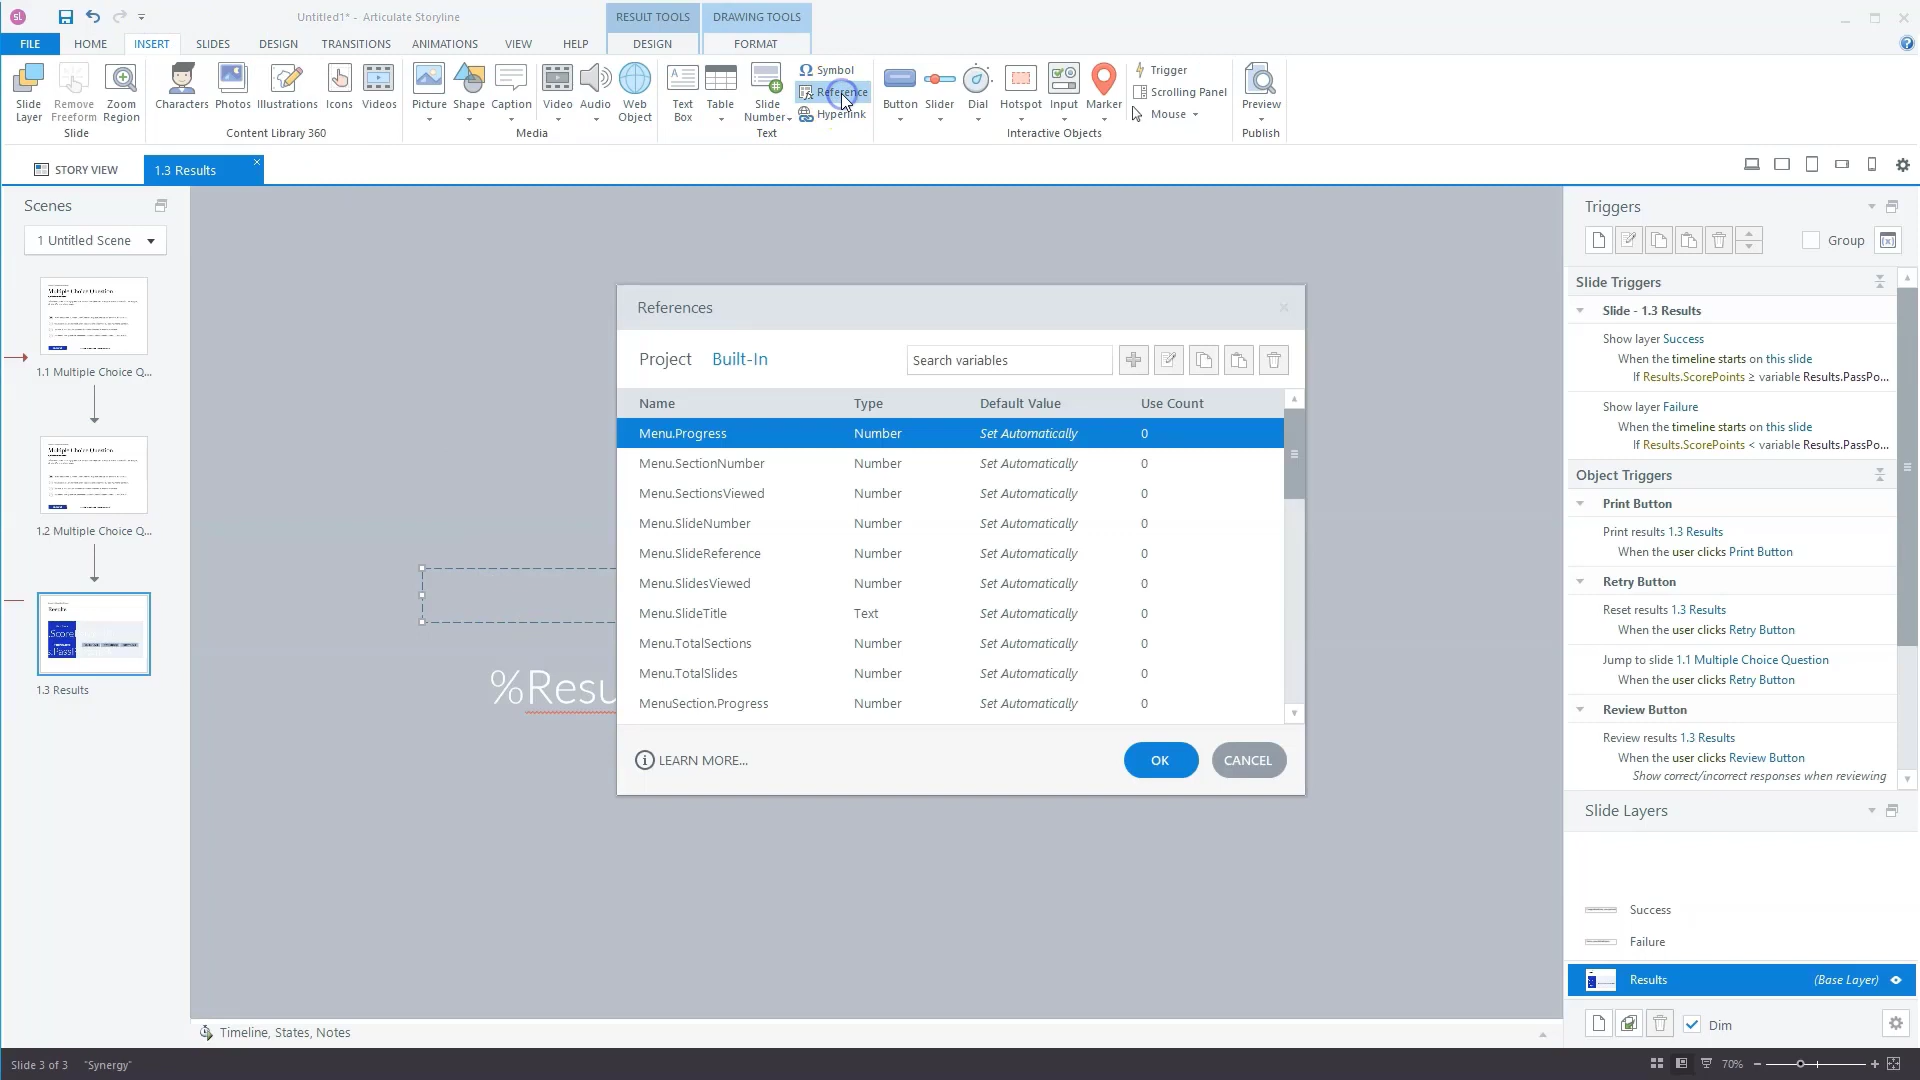 sl
Untitled1* - Articulate Storyline
RESULT TOOLS
DRAWING TOOLS
FILE
HOME
INSERT
SLIDES
DESIGN
TRANSITIONS
ANIMATIONS
VIEW
HELP
DESIGN
FORMAT
Slide Layer
Remove Freeform
Zoom Region
Slide
Characters
Photos
Illustrations
Icons
Videos
Content Library 360
Picture
Shape
Caption
Video
Audio
Web Object
Media
Text Box
Table
Slide Number
Symbol
Reference
Hyperlink
Text
Button
Slider
Dial
Hotspot
Input
Marker
Trigger
Scrolling Panel
Mouse
Interactive Objects
Preview
Publish
STORY VIEW
1.3 Results
Scenes
1 Untitled Scene
Multiple Choice Question
1.1 Multiple Choice Q...
Multiple Choice Question
1.2 Multiple Choice Q...
Results
1.3 Results
%Resu
References
Project Built-In
Search variables
Name Type Default Value Use Count
Menu.Progress Number Set Automatically 0
Menu.SectionNumber Number Set Automatically 0
Menu.SectionsViewed Number Set Automatically 0
Menu.SlideNumber Number Set Automatically 0
Menu.SlideReference Number Set Automatically 0
Menu.SlidesViewed Number Set Automatically 0
Menu.SlideTitle Text Set Automatically 0
Menu.TotalSections Number Set Automatically 0
Menu.TotalSlides Number Set Automatically 0
MenuSection.Progress Number Set Automatically 0
LEARN MORE...
OK
CANCEL
Triggers
Group
Slide Triggers
Slide - 1.3 Results
Show layer Success
When the timeline starts on this slide
If Results.ScorePoints ≥ variable Results.PassPo...
Show layer Failure
When the timeline starts on this slide
If Results.ScorePoints < variable Results.PassPo...
Object Triggers
Print Button
Print results 1.3 Results
When the user clicks Print Button
Retry Button
Reset results 1.3 Results
When the user clicks Retry Button
Jump to slide 1.1 Multiple Choice Question
When the user clicks Retry Button
Review Button
Review results 1.3 Results
When the user clicks Review Button
Show correct/incorrect responses when reviewing
Slide Layers
Success
Failure
Results (Base Layer)
Dim
Timeline, States, Notes
Slide 3 of 3 "Synergy"
70%